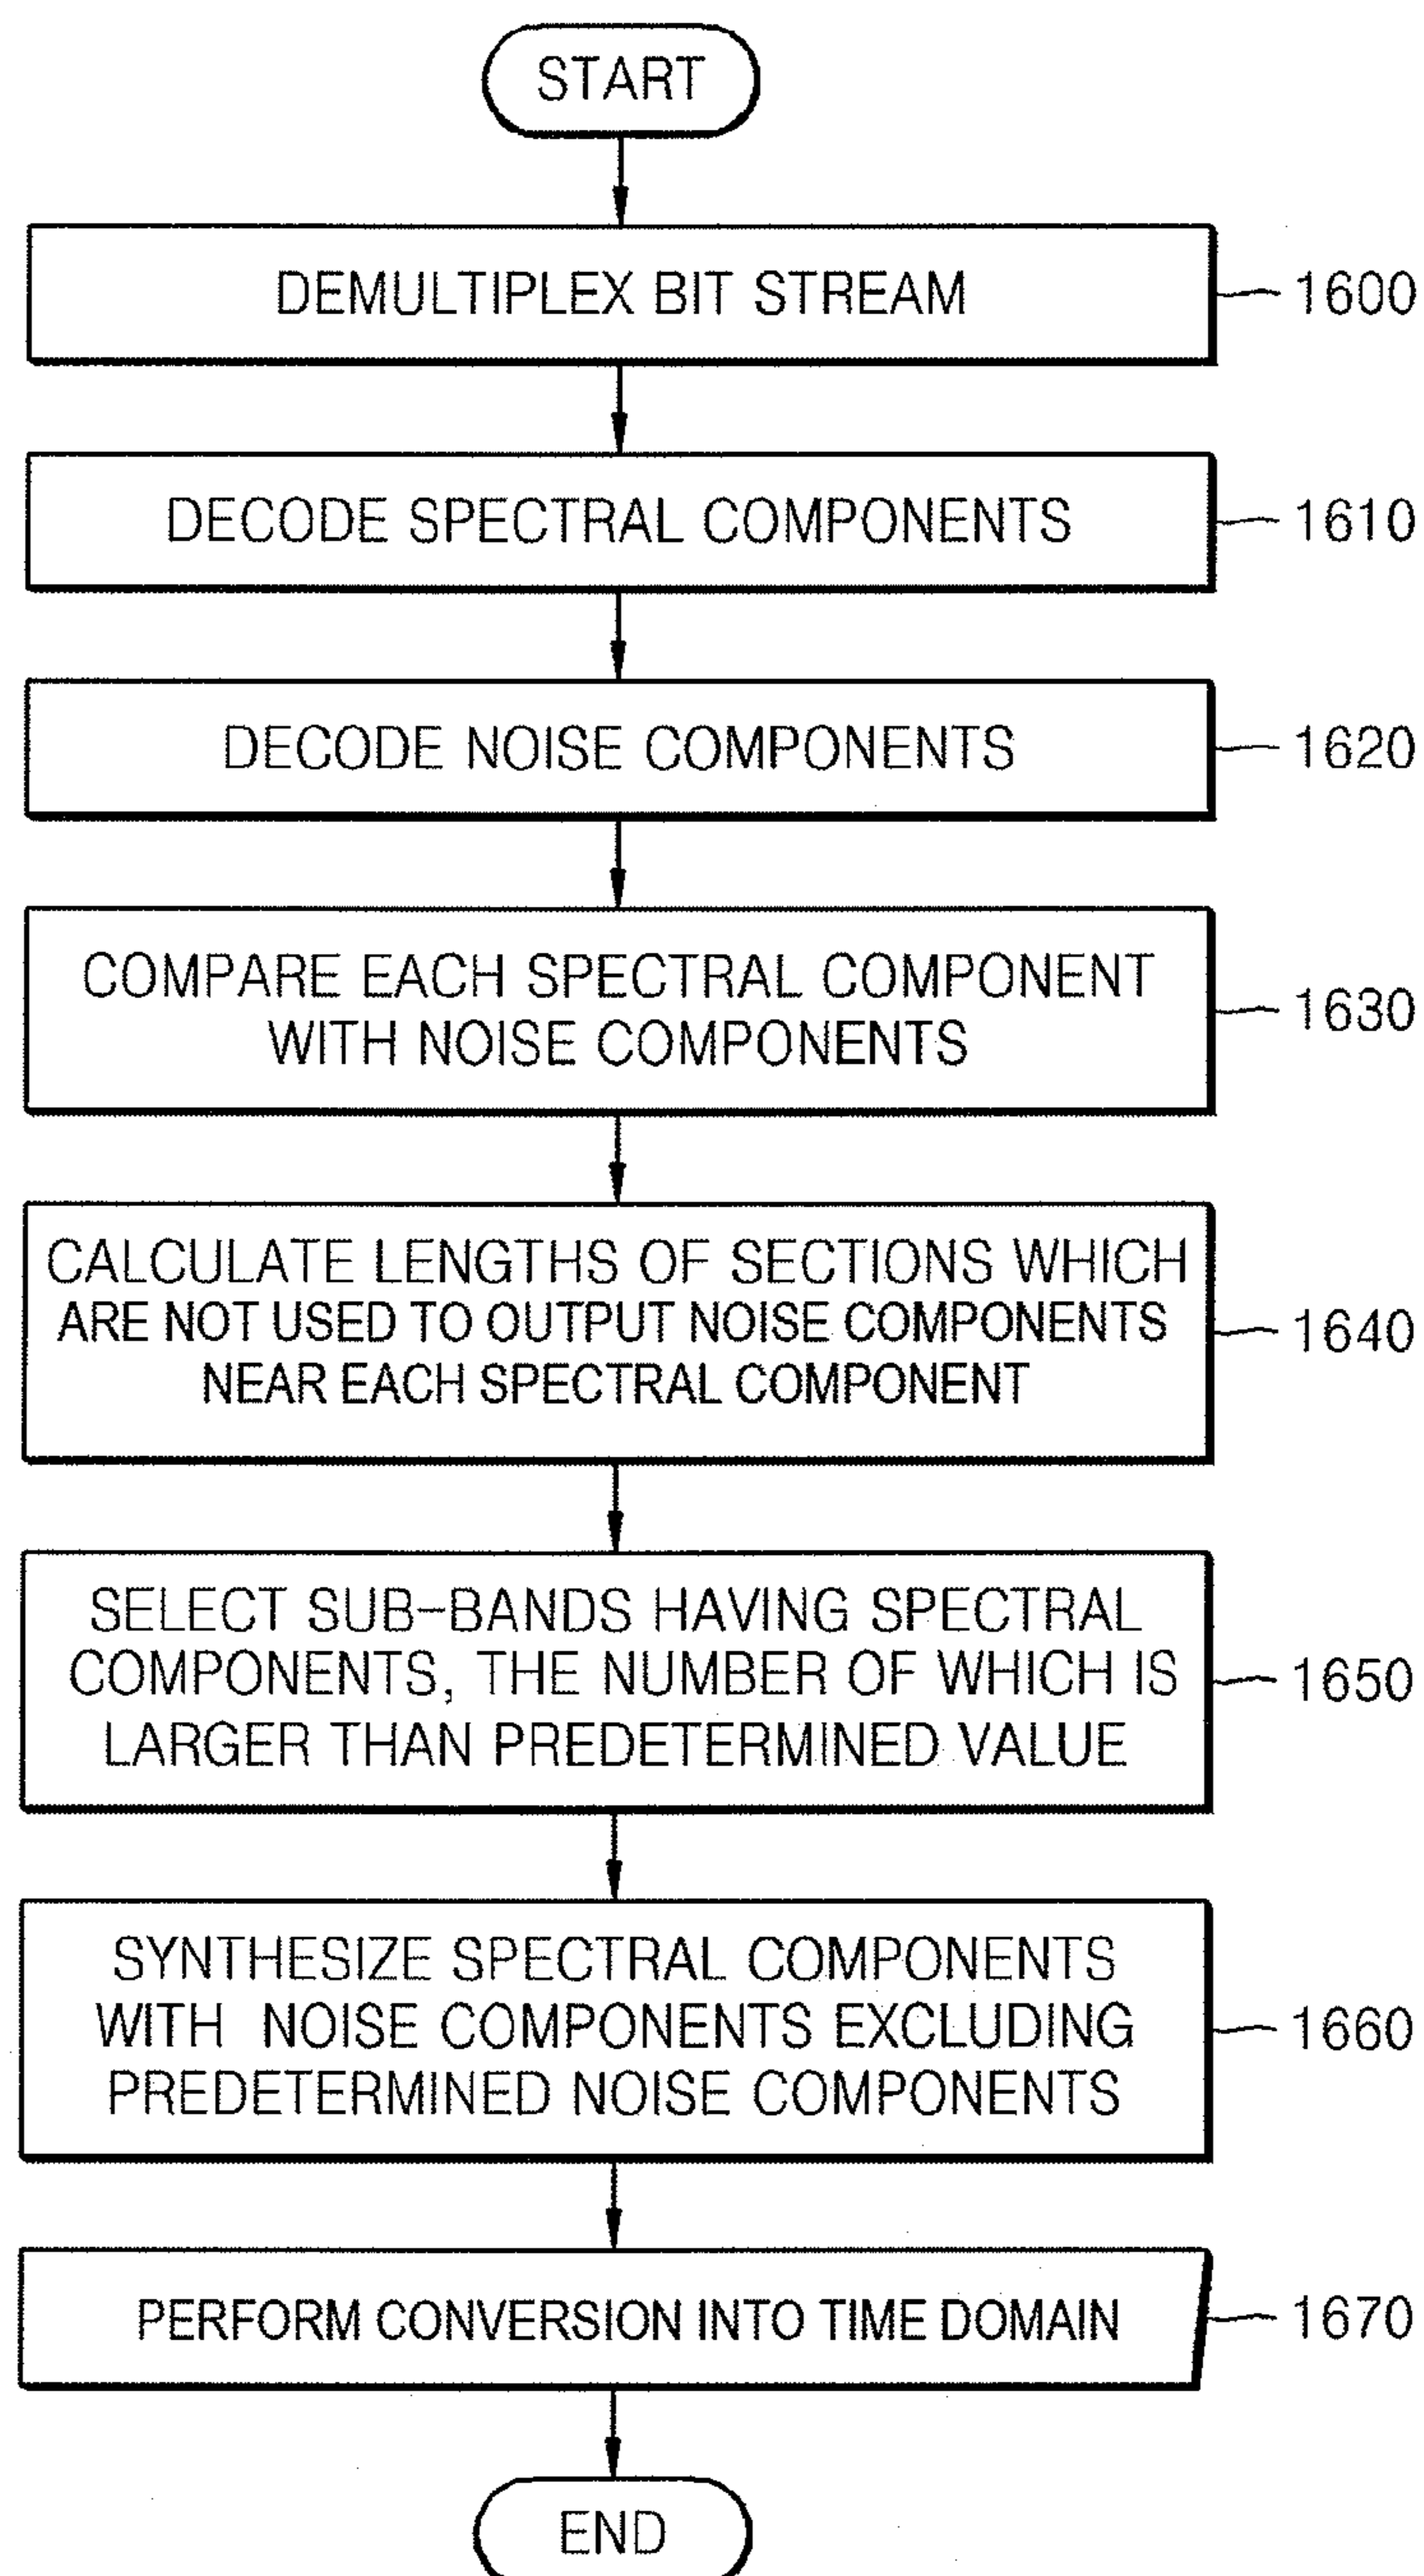 START
DEMULTIPLEX BIT STREAM
1600
DECODE SPECTRAL COMPONENTS
1610
DECODE NOISE COMPONENTS
1620
COMPARE EACH SPECTRAL COMPONENT
WITH NOISE COMPONENTS
1630
CALCULATE LENGTHS OF SECTIONS WHICH
ARE NOT USED TO OUTPUT NOISE COMPONENTS
NEAR EACH SPECTRAL COMPONENT
1640
SELECT SUB-BANDS HAVING SPECTRAL
COMPONENTS, THE NUMBER OF WHICH IS
LARGER THAN PREDETERMINED VALUE
1650
SYNTHESIZE SPECTRAL COMPONENTS
WITH NOISE COMPONENTS EXCLUDING
PREDETERMINED NOISE COMPONENTS
1660
PERFORM CONVERSION INTO TIME DOMAIN
1670
END